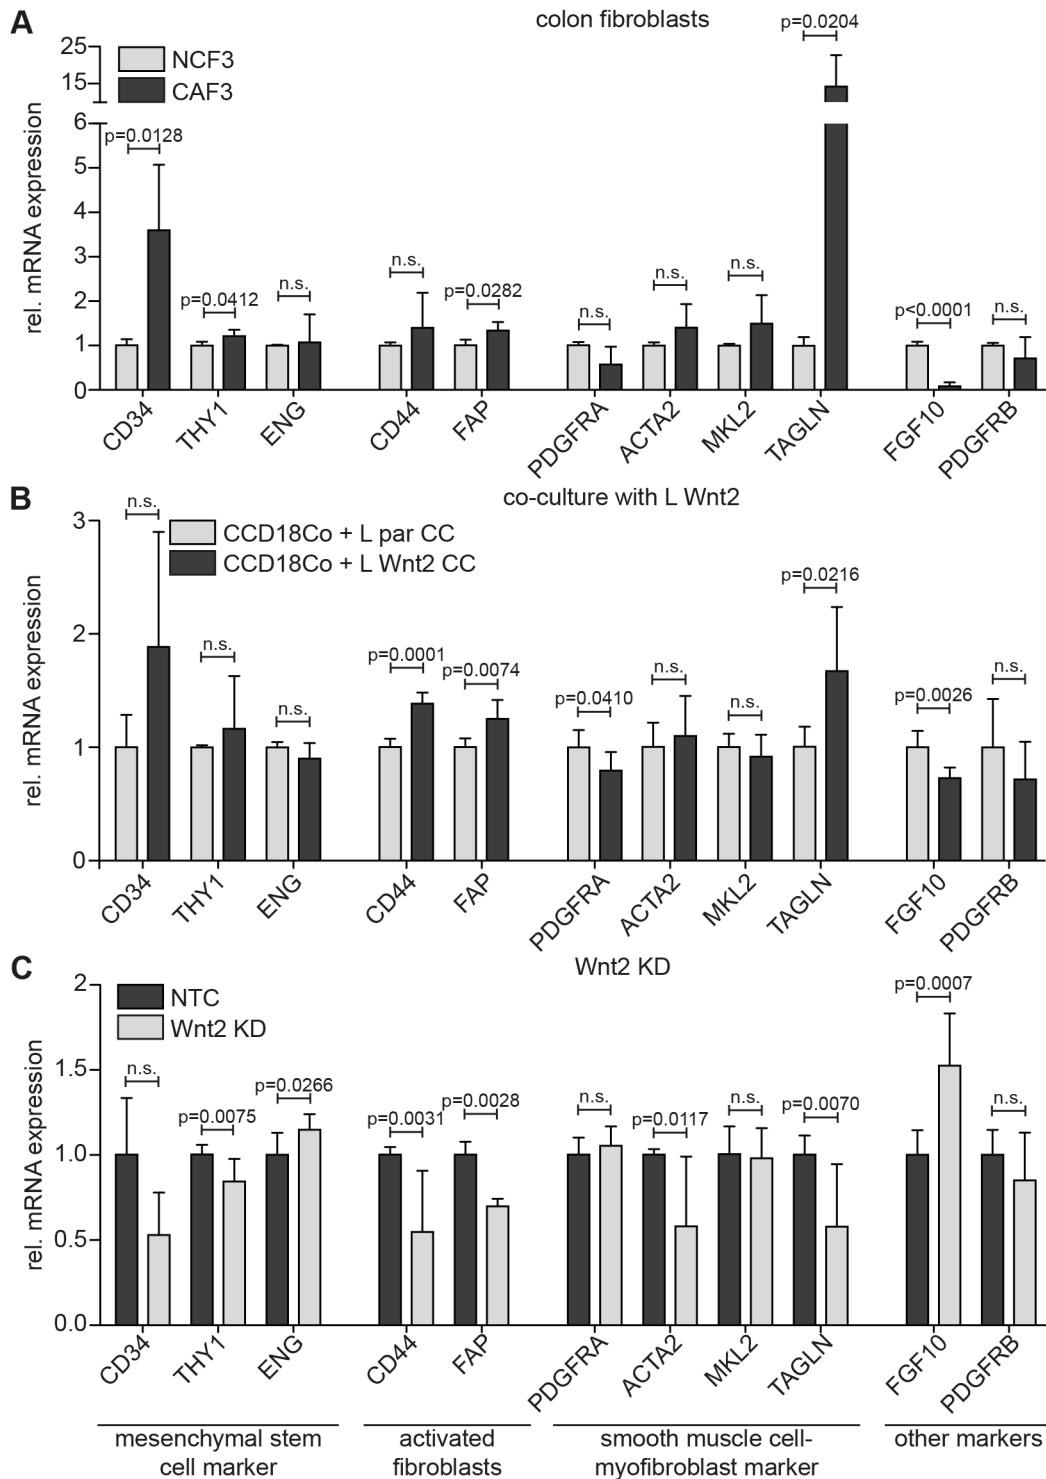 A
colon fibroblasts
p=0.0204
NCF3
CAF3
25
15
6
5
4
3
2
1
0
rel. mRNA expression
p=0.0128
p=0.0412
n.s.
n.s.
p=0.0282
n.s.
n.s.
n.s.
p<0.0001
n.s.
CD34
THY1
ENG
CD44
FAP
PDGFRA
ACTA2
MKL2
TAGLN
FGF10
PDGFRB
B
co-culture with L Wnt2
CCD18Co + L par CC
CCD18Co + L Wnt2 CC
3
2
1
0
rel. mRNA expression
n.s.
n.s.
n.s.
p=0.0001
p=0.0074
p=0.0410
n.s.
n.s.
p=0.0216
p=0.0026
n.s.
CD34
THY1
ENG
CD44
FAP
PDGFRA
ACTA2
MKL2
TAGLN
FGF10
PDGFRB
C
Wnt2 KD
NTC
Wnt2 KD
2
1.5
1.0
0.5
0.0
rel. mRNA expression
n.s.
p=0.0075
p=0.0266
p=0.0031
p=0.0028
n.s.
p=0.0117
n.s.
p=0.0070
p=0.0007
n.s.
CD34
THY1
ENG
CD44
FAP
PDGFRA
ACTA2
MKL2
TAGLN
FGF10
PDGFRB
mesenchymal stem
cell marker
activated
fibroblasts
smooth muscle cell-
myofibroblast marker
other markers